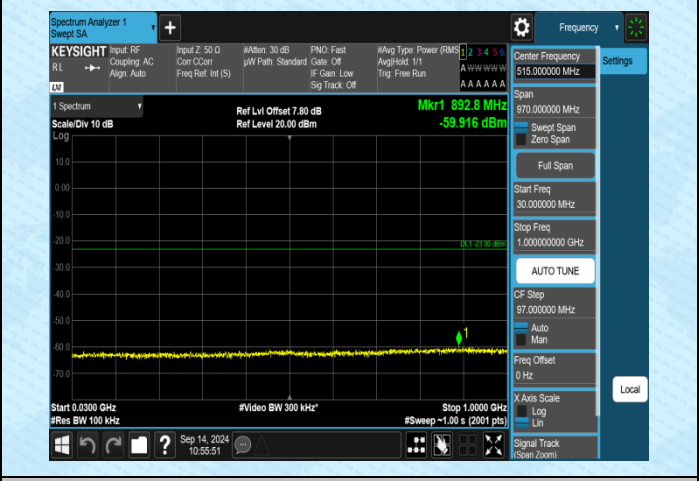 Spectrum Analyzer 1
Swept SA
+
Frequency
KEYSIGHT
RL
LXI
Input: RF
Coupling: AC
Align: Auto
Input Z: 50 Ω
Corr CCorr
Freq Ref: Int (S)
#Atten: 30 dB
µW Path: Standard
PNO: Fast
Gate: Off
IF Gain: Low
Sig Track: Off
#Avg Type: Power (RMS
Avg|Hold: 1/1
Trig: Free Run
1 2 3 4 5 6
A W W W W W
A A A A A A
1 Spectrum
Scale/Div 10 dB
Log
Ref Lvl Offset 7.80 dB
Ref Level 20.00 dBm
Mkr1 892.8 MHz
-59.916 dBm
10.0
0.00
-10.0
-20.0
DL1 -23.00 dBm
-30.0
-40.0
-50.0
1
-60.0
-70.0
Start 0.0300 GHz
#Res BW 100 kHz
#Video BW 300 kHz*
Stop 1.0000 GHz
#Sweep ~1.00 s (2001 pts)
?
Sep 14, 2024
10:55:51
Center Frequency
515.000000 MHz
Settings
Span
970.000000 MHz
Swept Span
Zero Span
Full Span
Start Freq
30.000000 MHz
Stop Freq
1.000000000 GHz
AUTO TUNE
CF Step
97.000000 MHz
Auto
Man
Freq Offset
0 Hz
X Axis Scale
Log
Lin
Local
Signal Track
(Span Zoom)